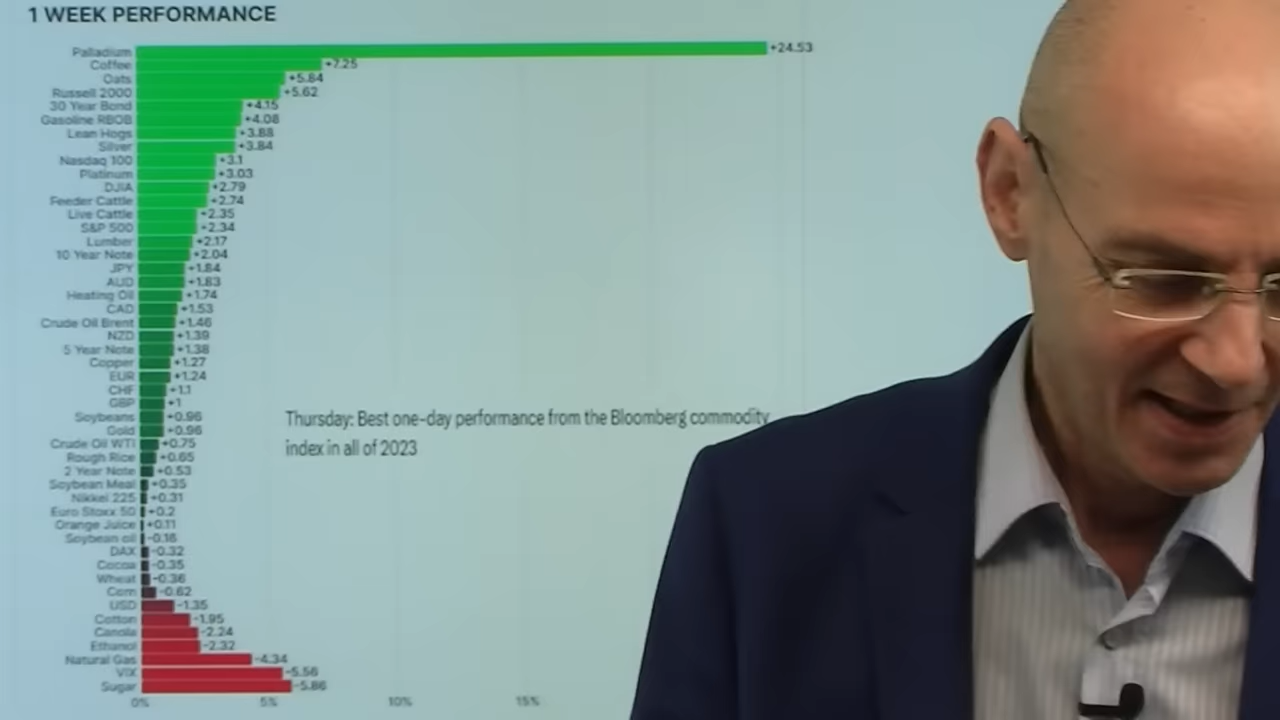 1 WEEK PERFORMANCE
Palladium +24.53
Coffee +7.25
Oats +5.84
Russell 2000 +5.62
30 Year Bond +4.15
Gasoline RBOB +4.08
Lean Hogs +3.88
Silver +3.84
Nasdaq 100 +3.1
Platinum +3.03
DJIA +2.79
Feeder Cattle +2.74
Live Cattle +2.35
S&P 500 +2.34
Lumber +2.17
10 Year Note +2.04
JPY +1.84
AUD +1.83
Heating Oil +1.74
CAD +1.53
Crude Oil Brent +1.46
NZD +1.39
5 Year Note +1.38
Copper +1.27
EUR +1.24
CHF +1.1
GBP +1
Soybeans +0.96
Gold +0.96
Crude Oil WTI +0.75
Rough Rice +0.65
2 Year Note +0.53
Soybean Meal +0.35
Nikkei 225 +0.31
Euro Stoxx 50 +0.2
Orange Juice +0.11
Soybean oil -0.16
DAX -0.32
Cocoa -0.35
Wheat -0.36
Corn -0.62
USD -1.35
Cotton -1.95
Canola -2.24
Ethanol -2.32
Natural Gas -4.34
VIX -5.56
Sugar -5.86
0% 5% 10% 15%
Thursday: Best one-day performance from the Bloomberg commodity
index in all of 2023